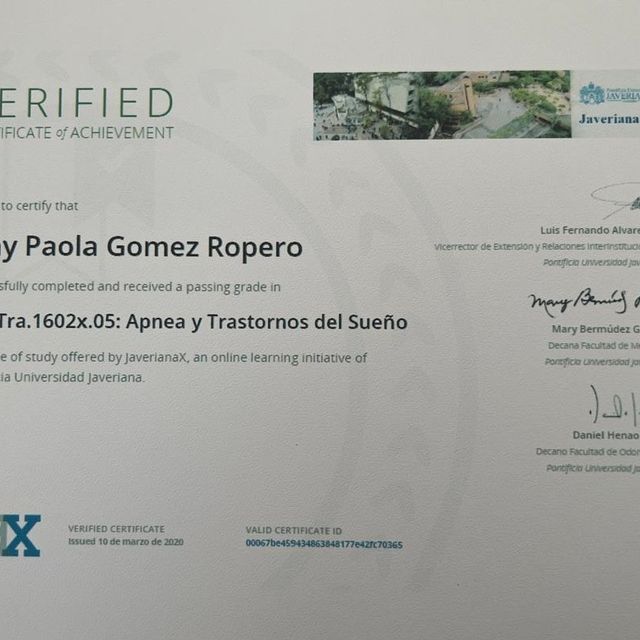 ERIFIED
IFICATE of ACHIEVEMENT
JAVERIA
Javeriana
to certify that
y Paola Gomez Ropero
sfully completed and received a passing grade in
Tra.1602x.05: Apnea y Trastornos del Sueño
e of study offered by JaverianaX, an online learning initiative of
cia Universidad Javeriana.
Luis Fernando Alvare
Vicerrector de Extensión y Relaciones Interinstitucio
Pontificia Universidad Jav
Mary Bermúdez G
Decana Facultad de Me
Pontificia Universidad Jav
Daniel Henao
Decano Facultad de Odon
Pontificia Universidad Jav
X
VERIFIED CERTIFICATE
Issued 10 de marzo de 2020
VALID CERTIFICATE ID
00067be459434863848177e42fc70365